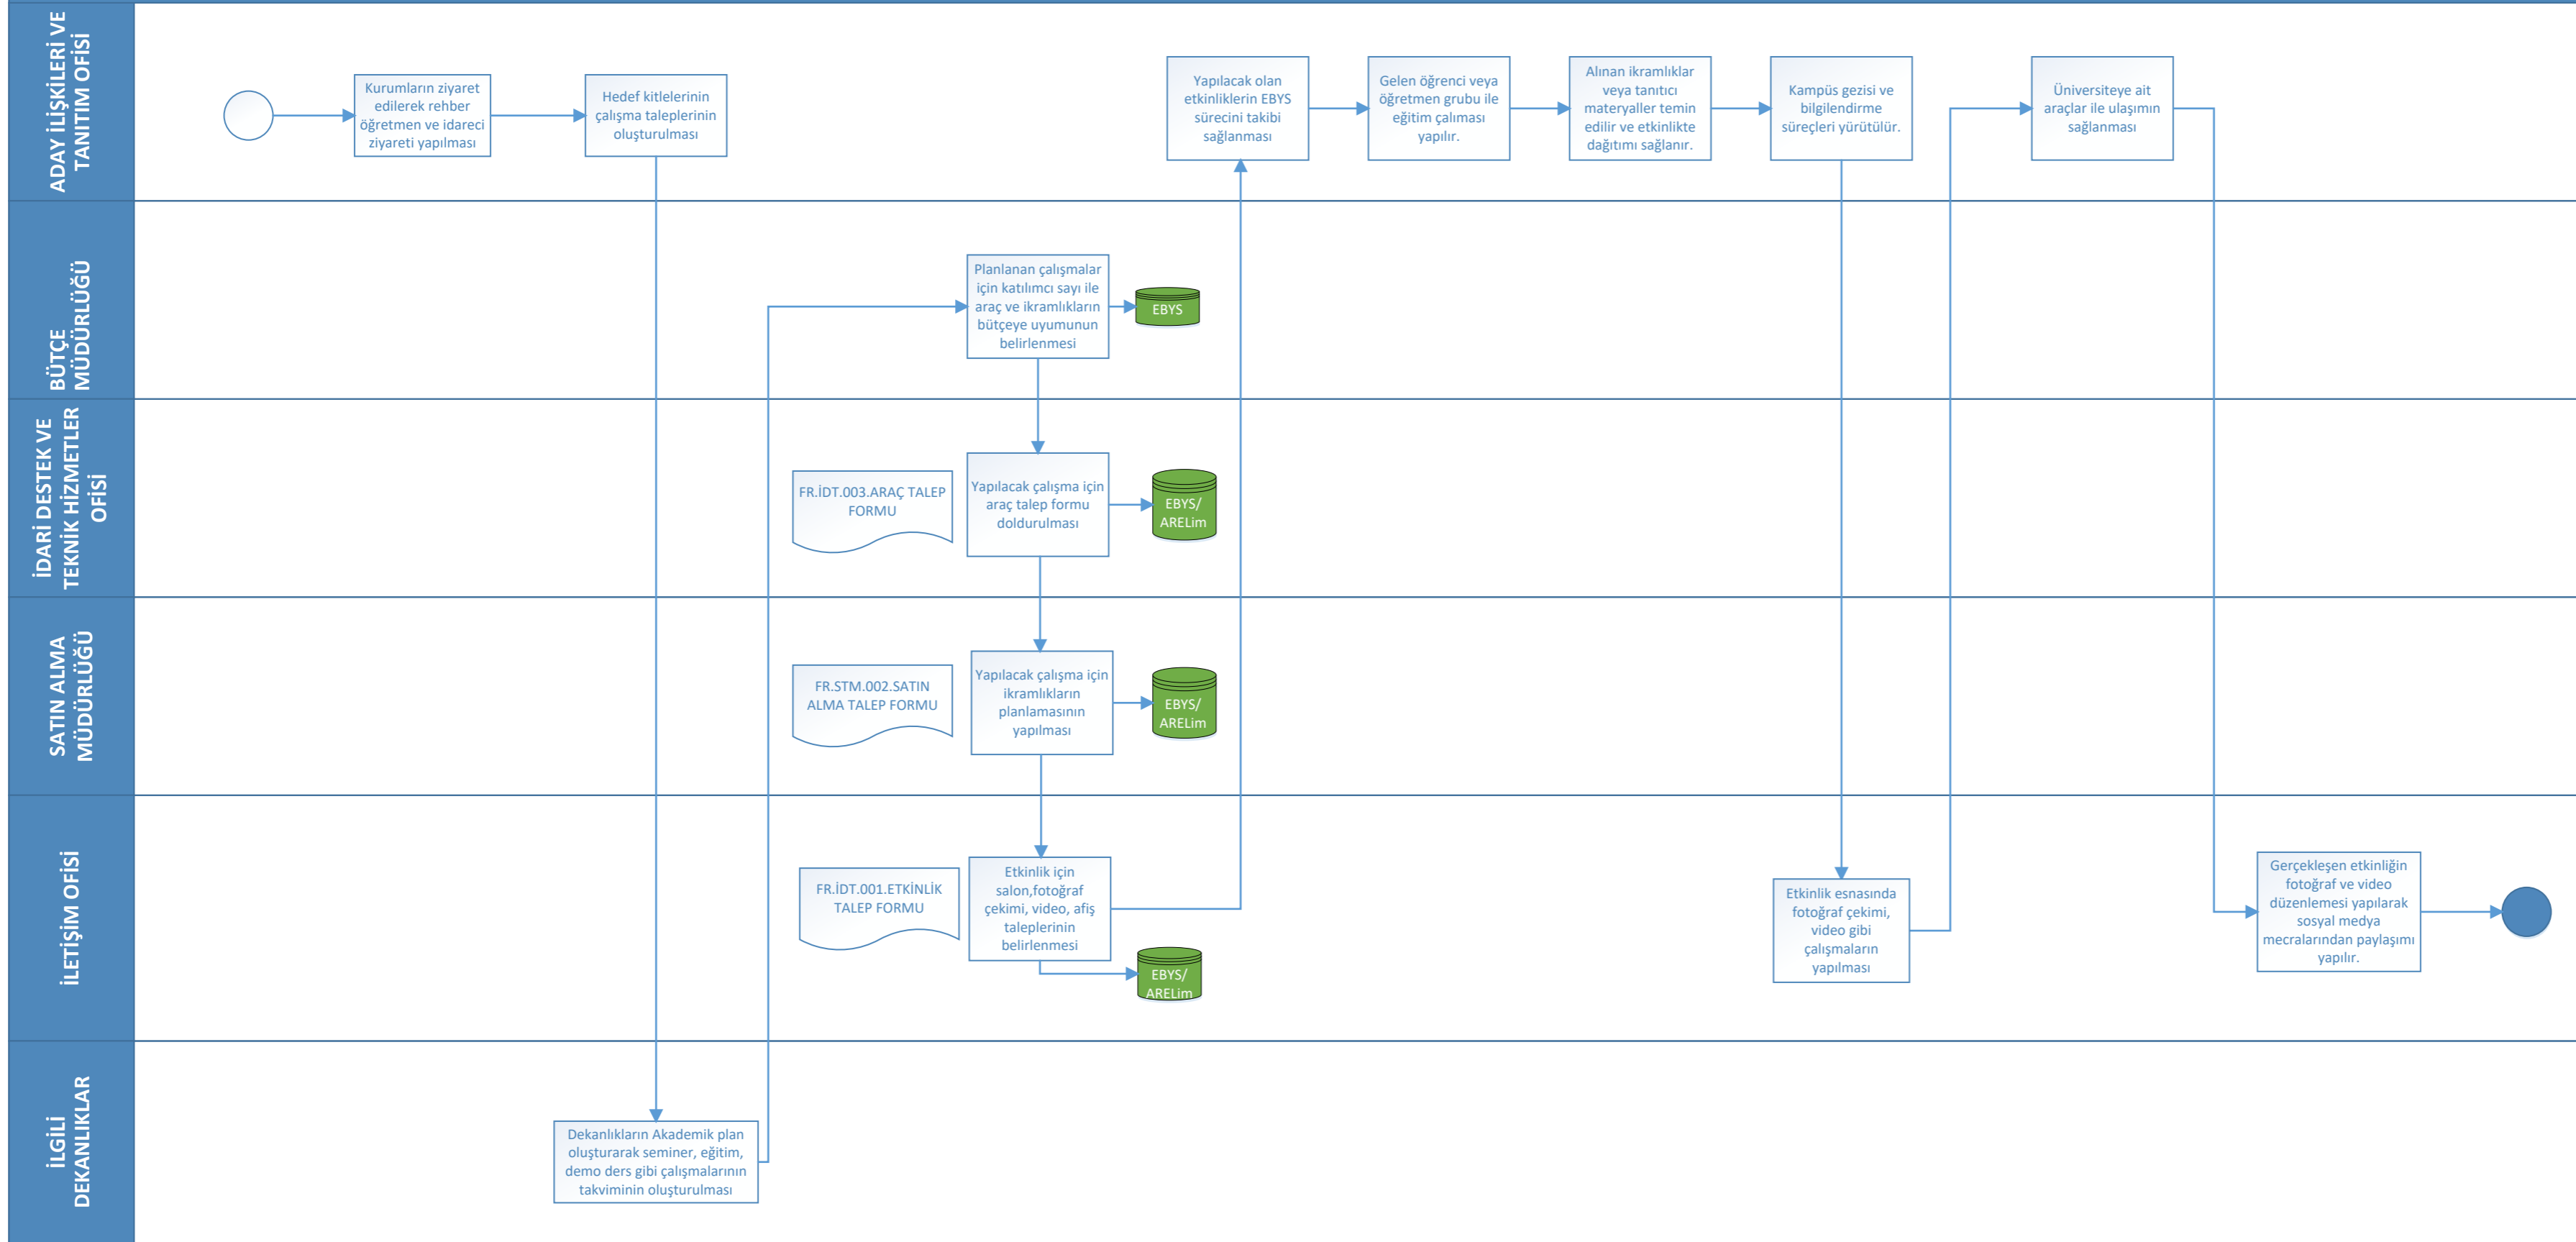 ADAY İLİŞKİLERİ VE
TANITIM OFİSİ
Kurumların ziyaret
edilerek rehber
öğretmen ve idareci
ziyareti yapılması
Hedef kitlelerinin
çalışma taleplerinin
oluşturulması
Yapılacak olan
etkinliklerin EBYS
sürecini takibi
sağlanması
Gelen öğrenci veya
öğretmen grubu ile
eğitim çalıması
yapılır.
Alınan ikramlıklar
veya tanıtıcı
materyaller temin
edilir ve etkinlikte
dağıtımı sağlanır.
Kampüs gezisi ve
bilgilendirme
süreçleri yürütülür.
Üniversiteye ait
araçlar ile ulaşımın
sağlanması
BÜTÇE
MÜDÜRLÜĞÜ
Planlanan çalışmalar
için katılımcı sayı ile
araç ve ikramlıkların
bütçeye uyumunun
belirlenmesi
EBYS
İDARİ DESTEK VE
TEKNİK HİZMETLER
OFİSİ
FR.İDT.003.ARAÇ TALEP
FORMU
Yapılacak çalışma için
araç talep formu
doldurulması
EBYS/
ARELim
SATIN ALMA
MÜDÜRLÜĞÜ
FR.STM.002.SATIN
ALMA TALEP FORMU
Yapılacak çalışma için
ikramlıkların
planlamasının
yapılması
EBYS/
ARELim
İLETİŞİM OFİSİ
FR.İDT.001.ETKİNLİK
TALEP FORMU
Etkinlik için
salon,fotoğraf
çekimi, video, afiş
taleplerinin
belirlenmesi
EBYS/
ARELim
Etkinlik esnasında
fotoğraf çekimi,
video gibi
çalışmaların
yapılması
Gerçekleşen etkinliğin
fotoğraf ve video
düzenlemesi yapılarak
sosyal medya
mecralarından paylaşımı
yapılır.
İLGİLİ
DEKANLIKLAR
Dekanlıkların Akademik plan
oluşturarak seminer, eğitim,
demo ders gibi çalışmalarının
takviminin oluşturulması